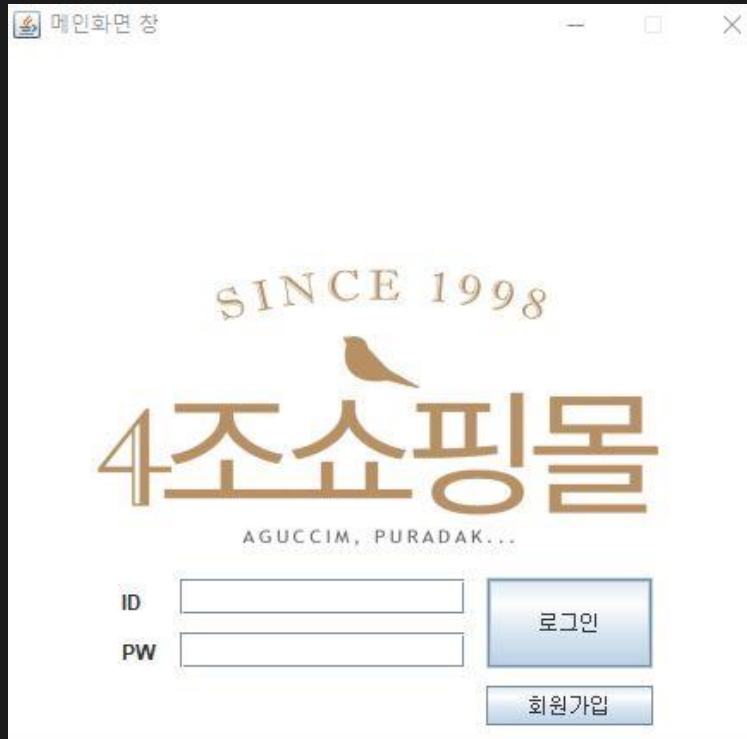 메인화면 창
SINCE 1998
4조쇼핑몰
AGUCCIM, PURADAK...
ID
로그인
PW
회원가입